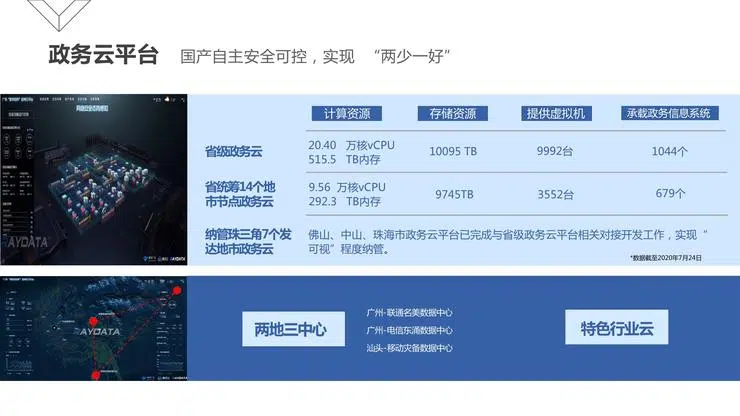 政务云平台 国产自主安全可控，实现 “两少一好”
计算资源 存储资源 提供虚拟机 承载政务信息系统
省级政务云
20.40 万核vCPU
515.5 TB内存
10095 TB
9992台
1044个
省统筹14个地
市节点政务云
9.56 万核vCPU
292.3 TB内存
9745TB
3552台
679个
纳管珠三角7个发
达地市政务云
佛山、中山、珠海市政务云平台已完成与省级政务云平台相关对接开发工作，实现“
可视”程度纳管。
*数据截至2020年7月24日
RAYDATA
RAYDATA
两地三中心
广州-联通名美数据中心
广州-电信东涌数据中心
汕头-移动灾备数据中心
特色行业云